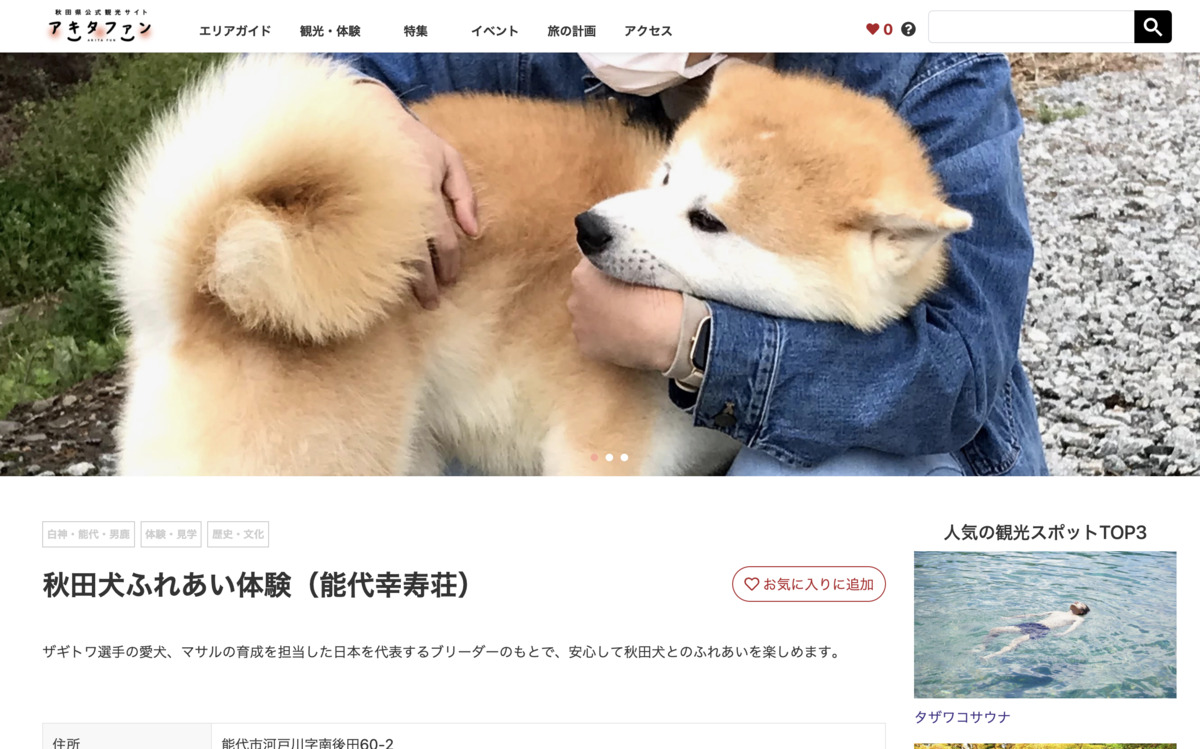 秋田県公式観光サイト
アキタファン
AKITA FUN
エリアガイド 観光・体験 特集 イベント 旅の計画 アクセス
0 ?
白神・能代・男鹿 体験・見学 歴史・文化
人気の観光スポットTOP3
秋田犬ふれあい体験（能代幸寿荘）
お気に入りに追加
ザギトワ選手の愛犬、マサルの育成を担当した日本を代表するブリーダーのもとで、安心して秋田犬とのふれあいを楽しめます。
タザワコサウナ
住所 能代市河戸川字南後田60-2